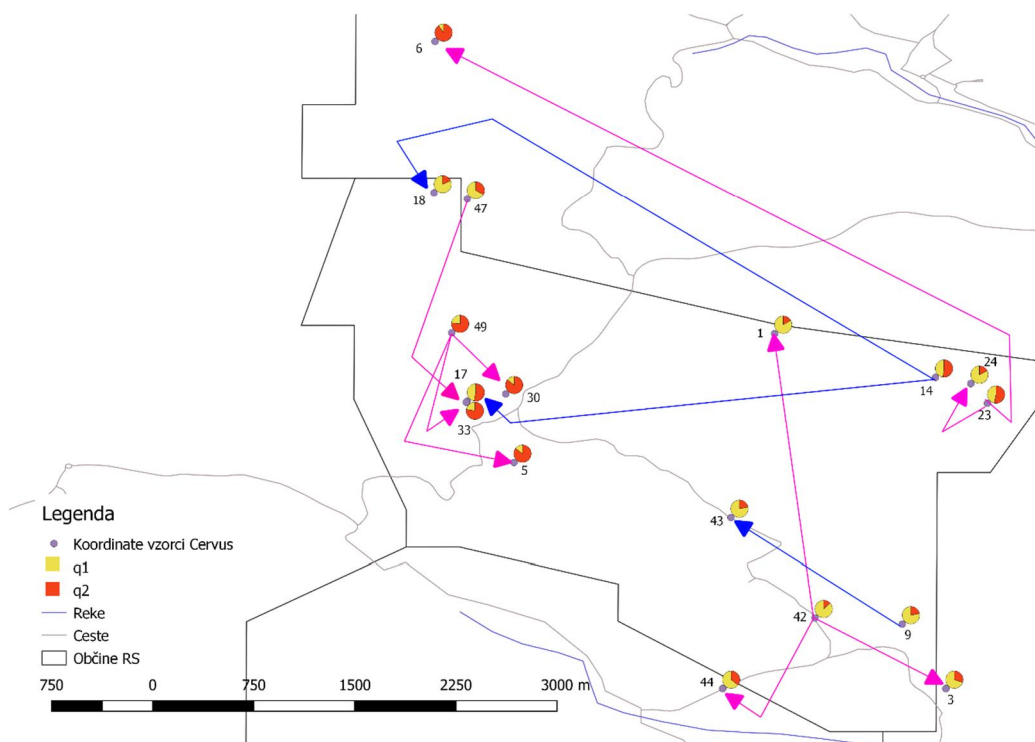 6
18
47
49
1
24
17
30
14
23
33
5
43
42
9
44
3
Legenda
Koordinate vzorci Cervus
q1
q2
Reke
Ceste
Občine RS
750 0 750 1500 2250 3000 m